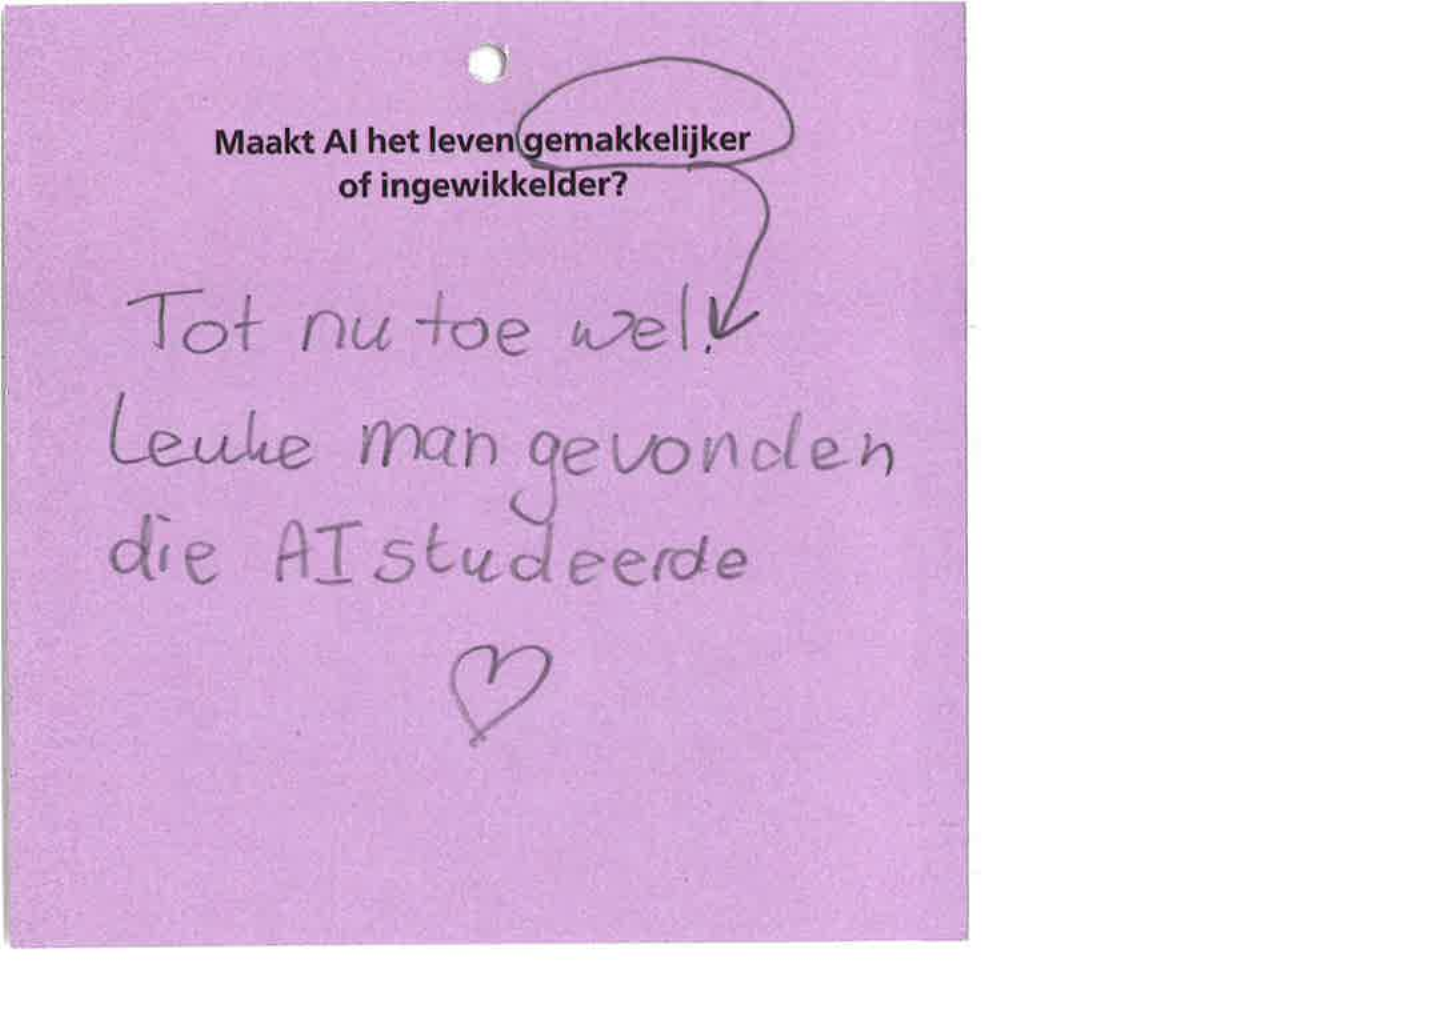 Maakt AI het leven gemakkelijker
of ingewikkelder?
Tot nu toe wel!
Leuke man gevonden
die AI studeerde